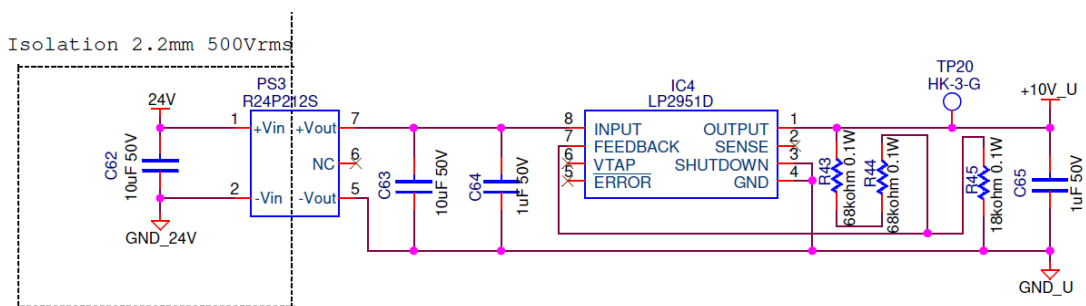 Isolation 2.2mm 500Vrms
PS3
R24P212S
24V
1
+Vin
+Vout
7
NC
6
2
-Vin
-Vout
5
C62
10uF 50V
GND_24V
C63
10uF 50V
C64
1uF 50V
IC4
LP2951D
8
INPUT
OUTPUT
1
7
FEEDBACK
SENSE
2
6
VTAP
SHUTDOWN
3
5
ERROR
GND
4
R43
68kohm 0.1W
R44
68kohm 0.1W
R45
18kohm 0.1W
TP20
HK-3-G
+10V_U
C65
1uF 50V
GND_U